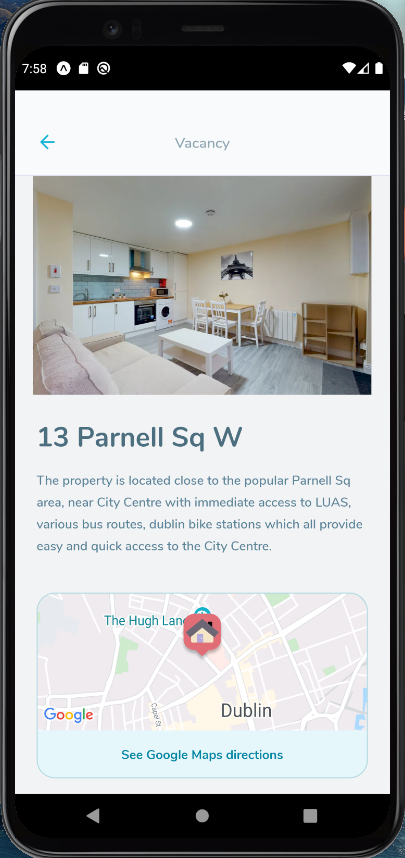 7:58
Vacancy
13 Parnell Sq W
The property is located close to the popular Parnell Sq
area, near City Centre with immediate access to LUAS,
various bus routes, dublin bike stations which all provide
easy and quick access to the City Centre.
The Hugh Lane
Capel St
Google
Dublin
See Google Maps directions